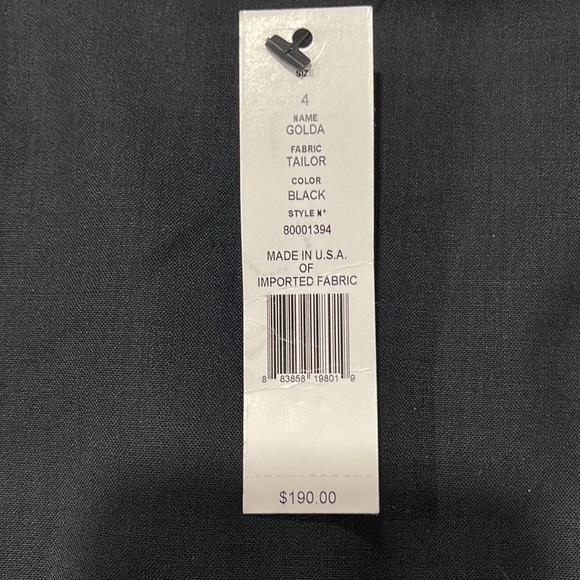 SIZE
4
NAME
GOLDA
FABRIC
TAILOR
COLOR
BLACK
STYLE N°
80001394
MADE IN U.S.A.
OF
IMPORTED FABRIC
8 83858 19801 9
$190.00